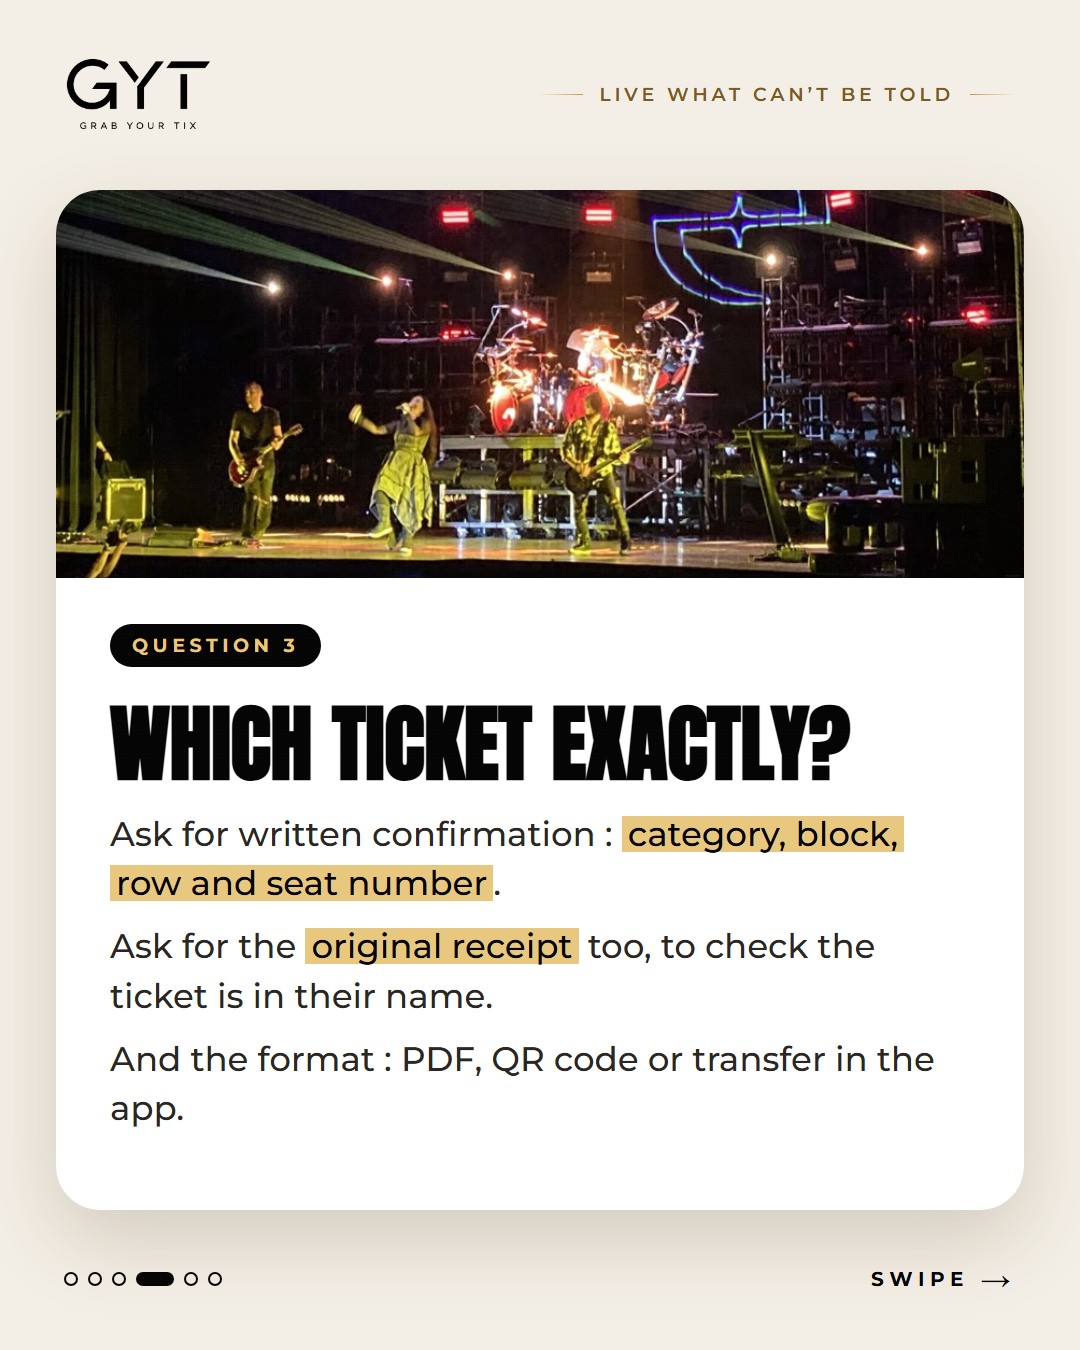 GYT
GRAB YOUR TIX
LIVE WHAT CAN'T BE TOLD
QUESTION 3
WHICH TICKET EXACTLY?
Ask for written confirmation : category, block,
row and seat number.
Ask for the original receipt too, to check the
ticket is in their name.
And the format : PDF, QR code or transfer in the
app.
SWIPE →